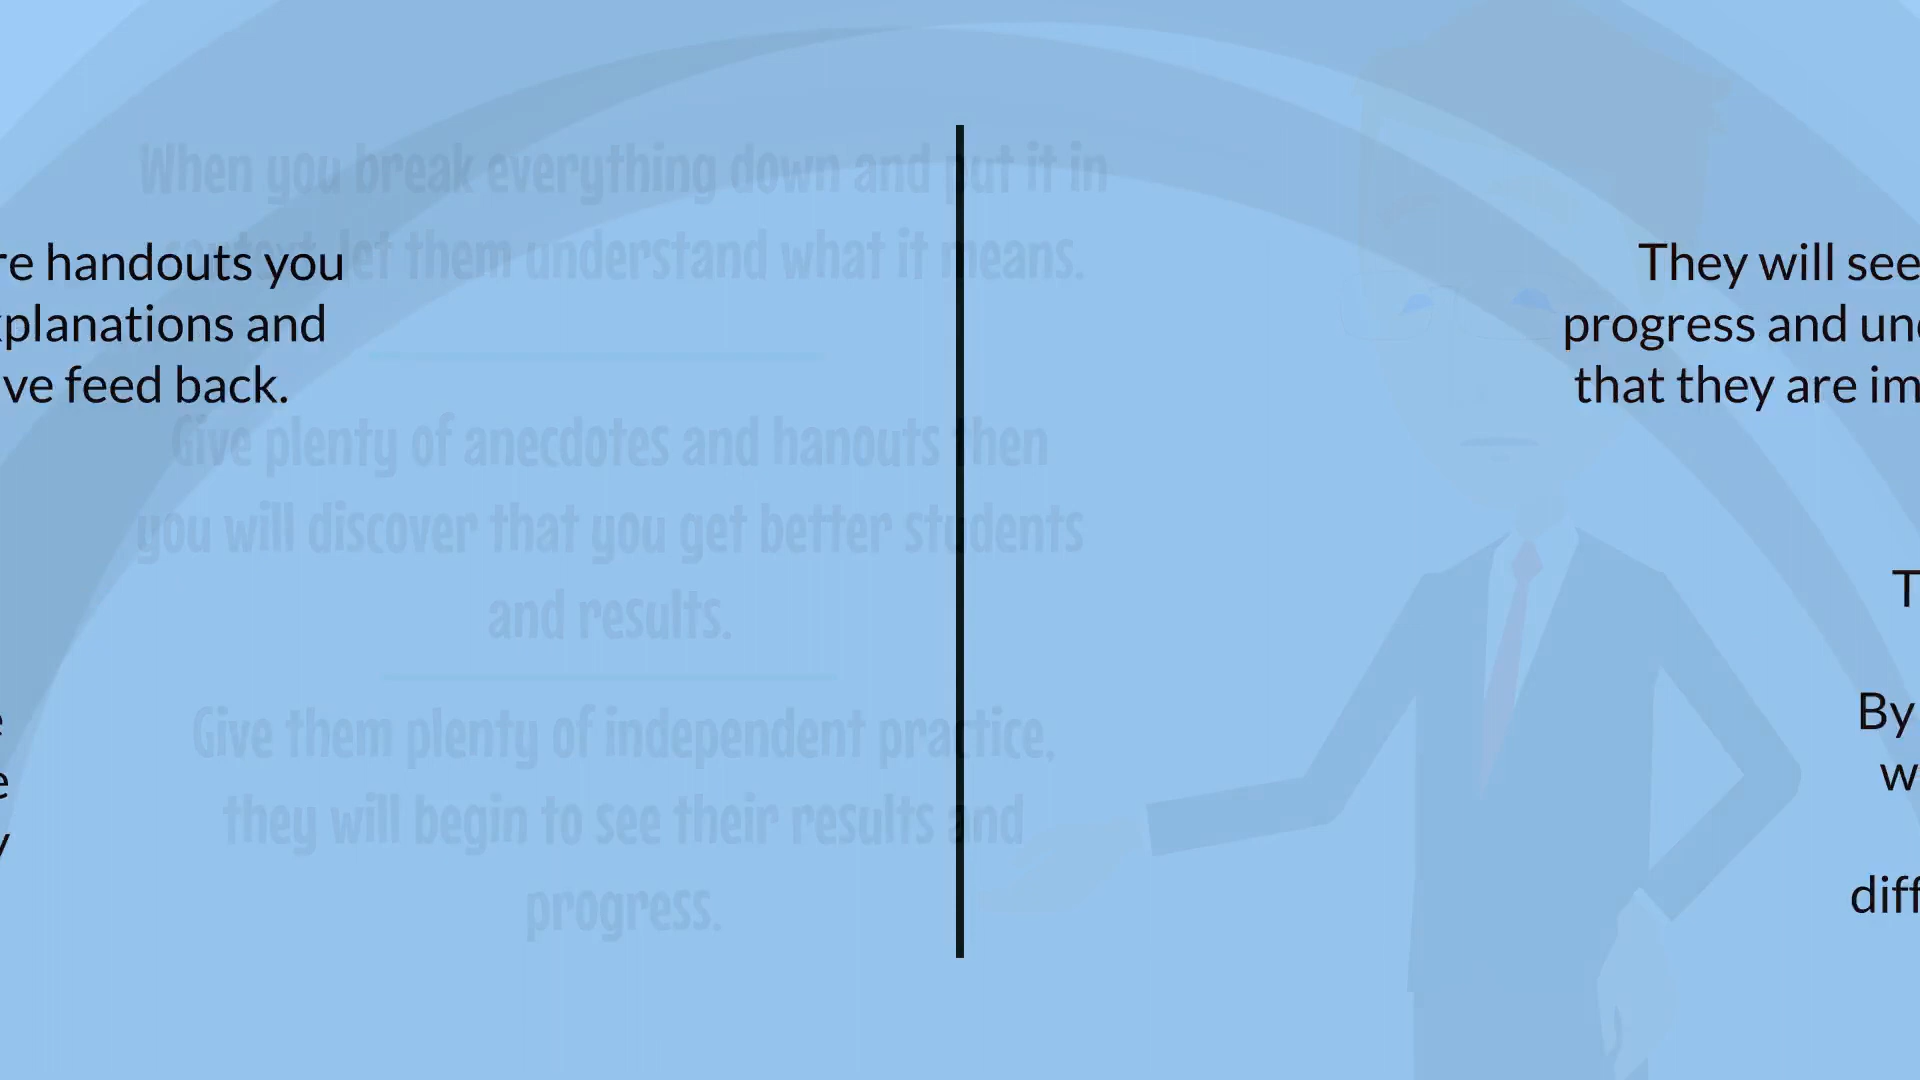 When you break everything down and put it in
context let them understand what it means.
Give plenty of anecdotes and hanouts then
you will discover that you get better students
and results.
Give them plenty of independent practice,
they will begin to see their results and
progress.
re handouts you
xplanations and
ve feed back.
e
e
y
They will see
progress and un
that they are im
T
By
w
diff